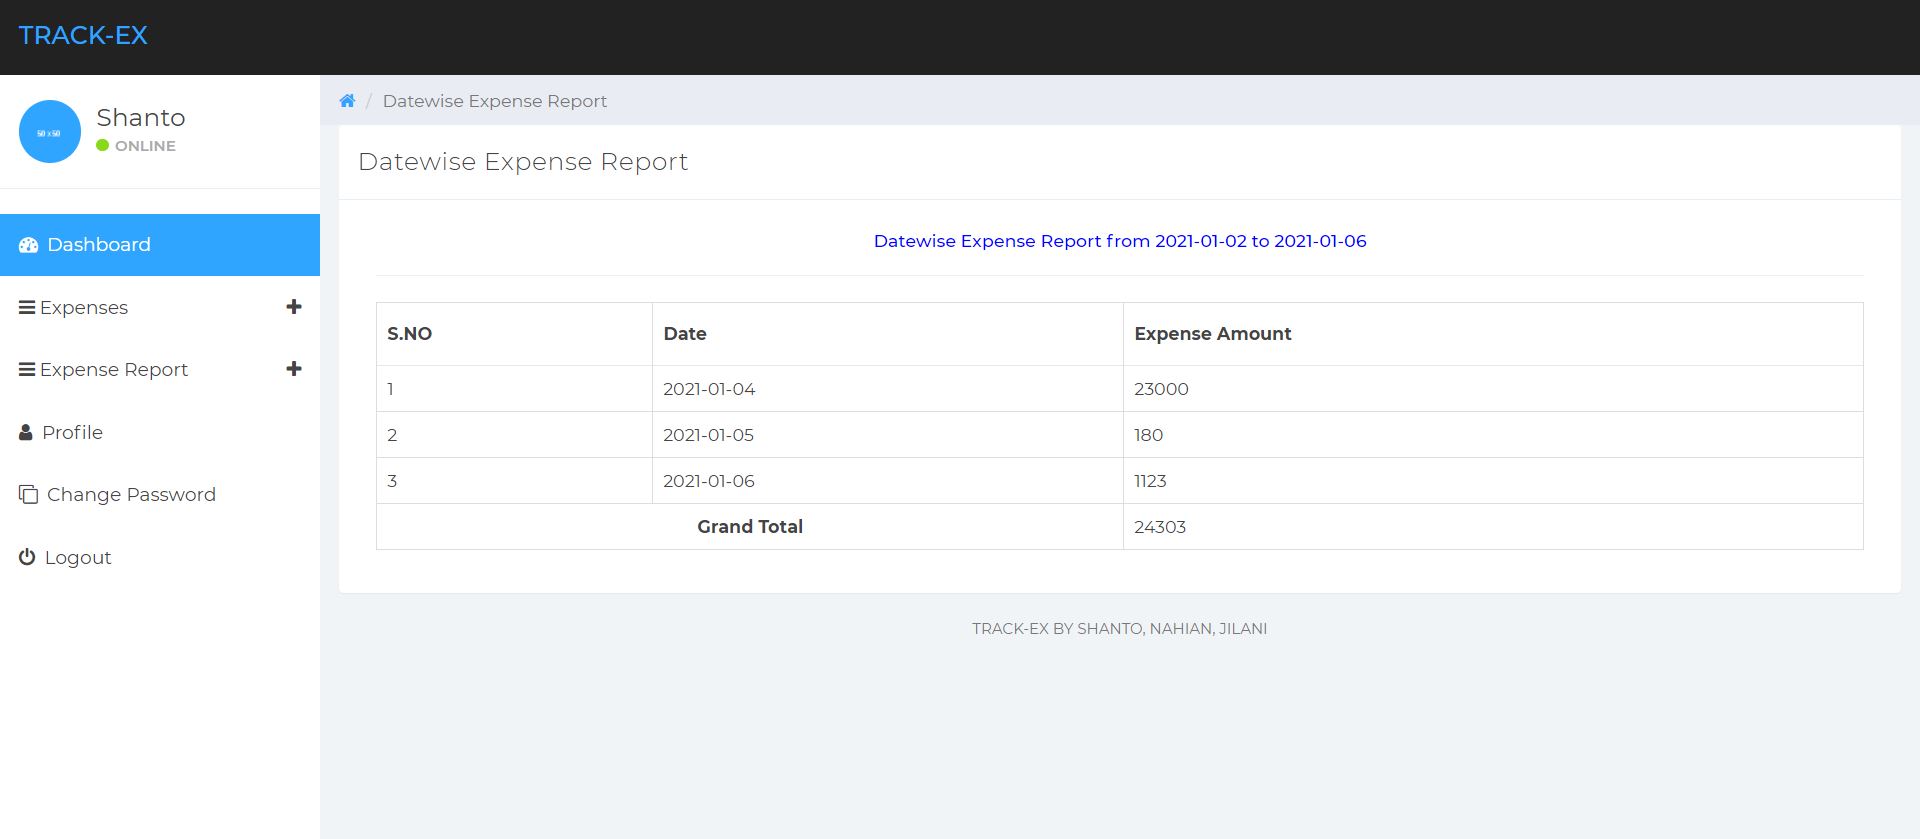 TRACK-EX
50 x 50
Shanto
ONLINE
Dashboard
Expenses
Expense Report
Profile
Change Password
Logout
/ Datewise Expense Report
Datewise Expense Report
Datewise Expense Report from 2021-01-02 to 2021-01-06
S.NO Date Expense Amount
1 2021-01-04 23000
2 2021-01-05 180
3 2021-01-06 1123
Grand Total 24303
TRACK-EX BY SHANTO, NAHIAN, JILANI